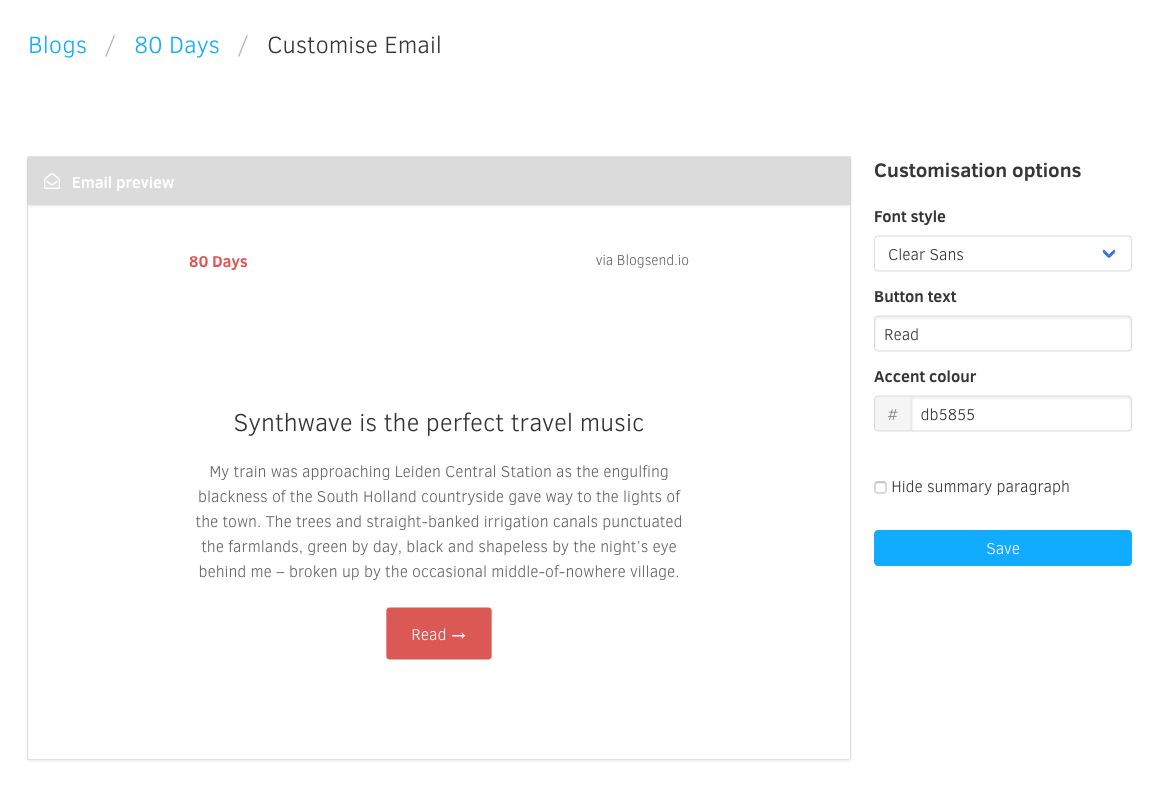 Blogs / 80 Days / Customise Email
Email preview
80 Days
via Blogsend.io
Synthwave is the perfect travel music
My train was approaching Leiden Central Station as the engulfing
blackness of the South Holland countryside gave way to the lights of
the town. The trees and straight-banked irrigation canals punctuated
the farmlands, green by day, black and shapeless by the night's eye
behind me – broken up by the occasional middle-of-nowhere village.
Read →
Customisation options
Font style
Clear Sans
Button text
Read
Accent colour
# db5855
Hide summary paragraph
Save